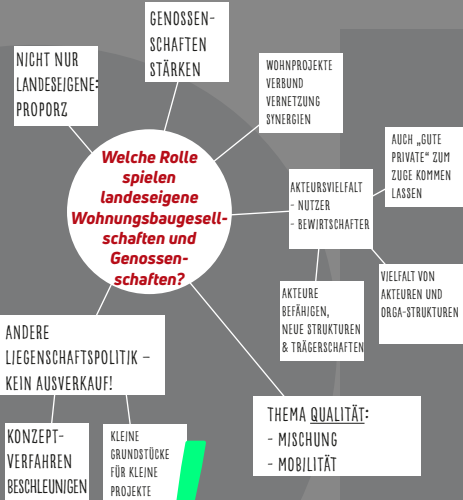 GENOSSEN-
SCHAFTEN
STÄRKEN
NICHT NUR
LANDESEIGENE:
PROPORZ
WOHNPROJEKTE
VERBUND
VERNETZUNG
SYNERGIEN
AUCH „GUTE
PRIVATE“ ZUM
ZUGE KOMMEN
LASSEN
Welche Rolle
spielen
landeseigene
Wohnungsbaugesell-
schaften und
Genossen-
schaften?
AKTEURSVIELFALT
- NUTZER
- BEWIRTSCHAFTER
AKTEURE
BEFÄHIGEN,
NEUE STRUKTUREN
& TRÄGERSCHAFTEN
VIELFALT VON
AKTEUREN UND
ORGA-STRUKTUREN
ANDERE
LIEGENSCHAFTSPOLITIK –
KEIN AUSVERKAUF!
THEMA QUALITÄT:
- MISCHUNG
- MOBILITÄT
KONZEPT-
VERFAHREN
BESCHLEUNIGEN
KLEINE
GRUNDSTÜCKE
FÜR KLEINE
PROJEKTE